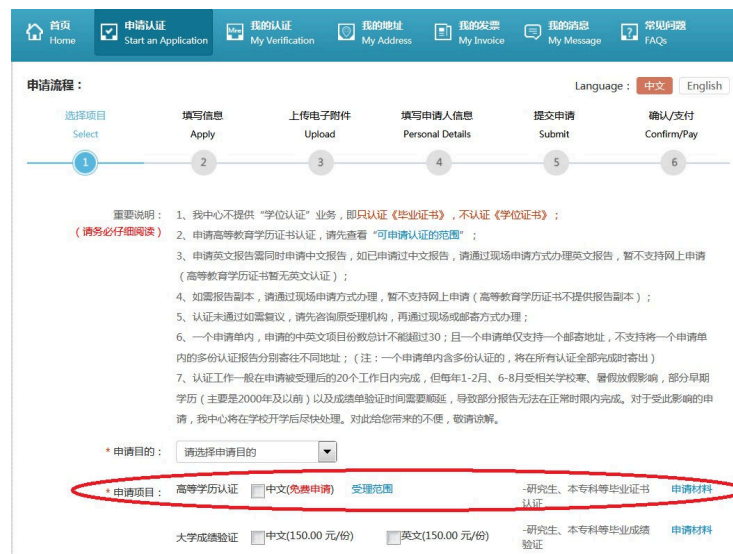 首页 申请认证 我的认证 我的地址 我的发票 我的消息 常见问题
Home Start an Application My Verification My Address My Invoice My Message FAQs
申请流程： Language： 中文 English
选择项目 填写信息 上传电子附件 填写申请人信息 提交申请 确认/支付
Select Apply Upload Personal Details Submit Confirm/Pay
1 2 3 4 5 6
重要说明： 1、我中心不提供“学位认证”业务，即只认证《毕业证书》，不认证《学位证书》；
（请务必仔细阅读） 2、申请高等教育学历证书认证，请先查看“可申请认证的范围”；
3、申请英文报告需同时申请中文报告，如已申请过中文报告，请通过现场申请方式办理英文报告，暂不支持网上申请
（高等教育学历证书暂无英文认证）；
4、如需报告副本，请通过现场申请方式办理，暂不支持网上申请（高等教育学历证书不提供报告副本）；
5、认证未通过如需复议，请先咨询原受理机构，再通过现场或邮寄方式办理；
6、一个申请单内，申请的中英文项目份数总计不能超过30；且一个申请单仅支持一个邮寄地址，不支持将一个申请单
内的多份认证报告分别寄往不同地址；（注：一个申请单内含多份认证的，将在所有认证全部完成时寄出）
7、认证工作一般在申请被受理后的20个工作日内完成，但每年1-2月、6-8月受相关学校寒、暑假放假影响，部分早期
学历（主要是2000年及以前）以及成绩单验证时间需要顺延，导致部分报告无法在正常时限内完成。对于受此影响的申
请，我中心将在学校开学后尽快处理。对此给您带来的不便，敬请谅解。
* 申请目的： 请选择申请目的
* 申请项目： 高等学历认证 中文(免费申请) 受理范围 -研究生、本专科等毕业证书 申请材料
认证
大学成绩验证 中文(150.00 元/份) 英文(150.00 元/份) -研究生、本专科等毕业成绩 申请材料
验证